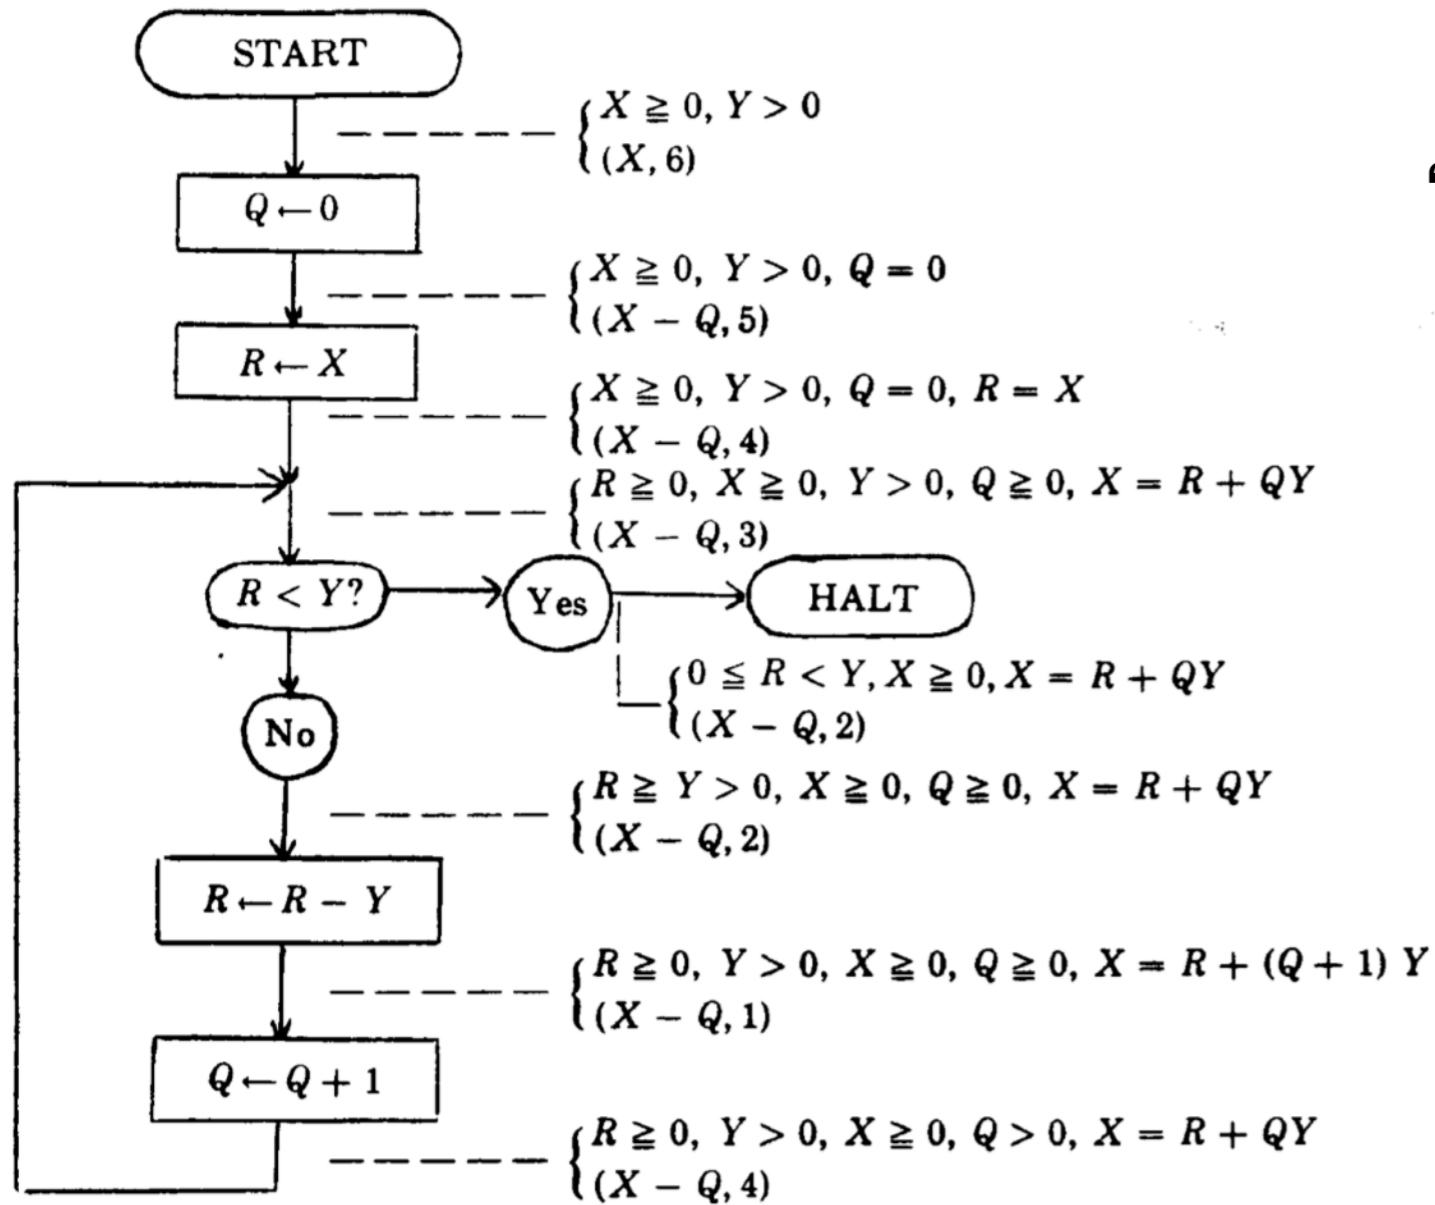 START
X ≧ 0, Y > 0
(X, 6)
Q ← 0
X ≧ 0, Y > 0, Q = 0
(X − Q, 5)
R ← X
X ≧ 0, Y > 0, Q = 0, R = X
(X − Q, 4)
R ≧ 0, X ≧ 0, Y > 0, Q ≧ 0, X = R + QY
(X − Q, 3)
R < Y?
Yes
HALT
0 ≦ R < Y, X ≧ 0, X = R + QY
(X − Q, 2)
No
R ≧ Y > 0, X ≧ 0, Q ≧ 0, X = R + QY
(X − Q, 2)
R ← R − Y
R ≧ 0, Y > 0, X ≧ 0, Q ≧ 0, X = R + (Q + 1) Y
(X − Q, 1)
Q ← Q + 1
R ≧ 0, Y > 0, X ≧ 0, Q > 0, X = R + QY
(X − Q, 4)